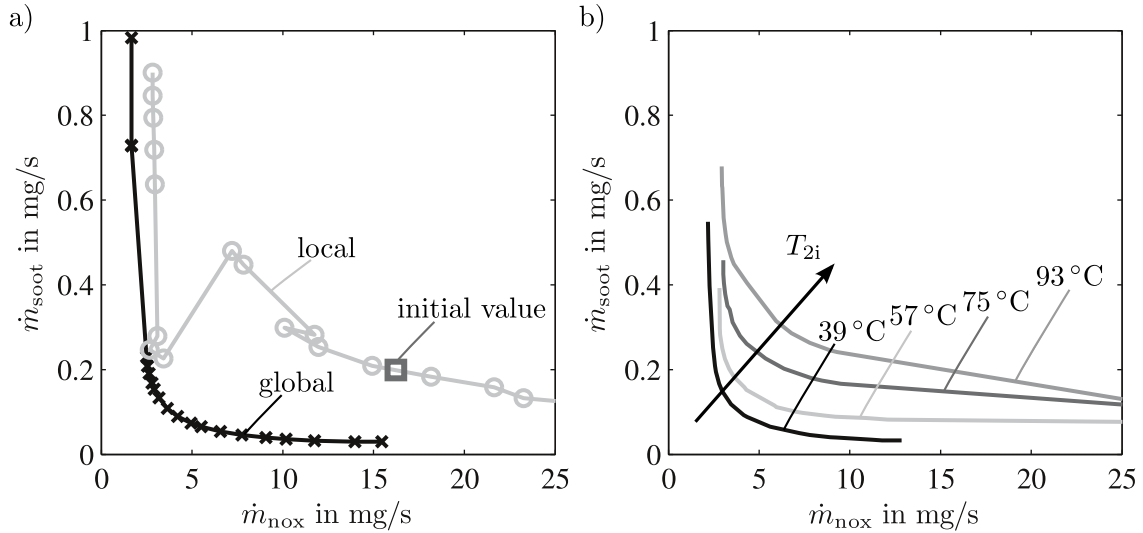 a)
1
0.8
0.6
0.4
0.2
0
ṁsoot in mg/s
local
initial value
global
0 5 10 15 20 25
ṁnox in mg/s
b)
1
0.8
0.6
0.4
0.2
0
ṁsoot in mg/s
T2i
93 °C
75 °C
57 °C
39 °C
0 5 10 15 20 25
ṁnox in mg/s